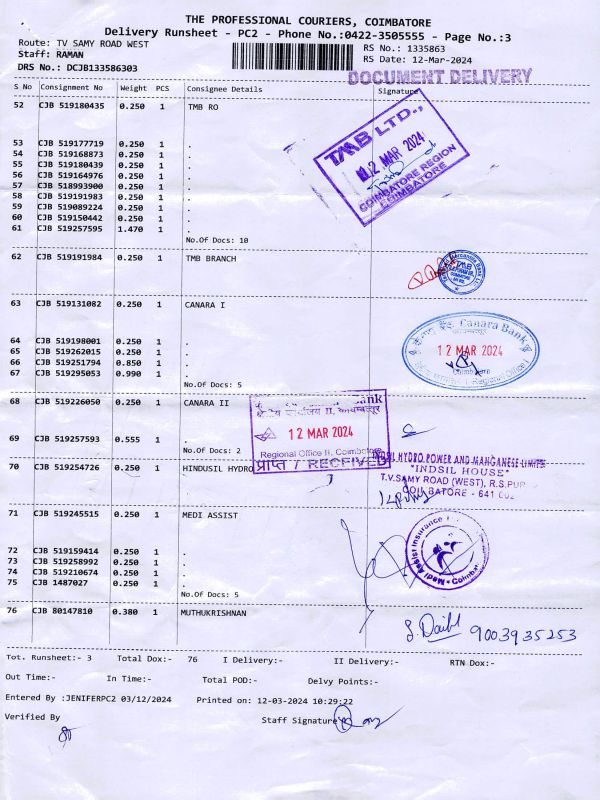 THE PROFESSIONAL COURIERS, COIMBATORE
Delivery Runsheet - PC2 - Phone No.:0422-3505555 - Page No.:3
Route: TV SAMY ROAD WEST
RS No.: 1335863
Staff: RAMAN
RS Date: 12-Mar-2024
DRS No.: DCJB133586303
DOCUMENT DELIVERY
S No Consignment No Weight PCS Consignee Details Signature
52 CJB 519180435 0.250 1 TMB RO
TMB LTD.,
12 MAR 2024
COIMBATORE REGION
COIMBATORE
53 CJB 519177719 0.250 1 .
54 CJB 519168873 0.250 1 .
55 CJB 519180439 0.250 1 .
56 CJB 519164976 0.250 1 .
57 CJB 518993900 0.250 1 .
58 CJB 519191983 0.250 1 .
59 CJB 519089224 0.250 1 .
60 CJB 519150442 0.250 1 .
61 CJB 519257595 1.470 1 .
No.Of Docs: 10
62 CJB 519191984 0.250 1 TMB BRANCH
TMB
63 CJB 519131082 0.250 1 CANARA I
Canara Bank
12 MAR 2024
Regional Office I
64 CJB 519198001 0.250 1 .
65 CJB 519262015 0.250 1 .
66 CJB 519251794 0.850 1 .
67 CJB 519295053 0.990 1 .
No.Of Docs: 5
68 CJB 519226050 0.250 1 CANARA II
Bank
12 MAR 2024
Regional Office II, Coimbatore
प्राप्त / RECEIVED
69 CJB 519257593 0.555 1 .
No.Of Docs: 2
70 CJB 519254726 0.250 1 HINDUSIL HYDRO
INDSIL HYDRO POWER AND MANGANESE LIMITED
"INDSIL HOUSE"
T.V.SAMY ROAD (WEST), R.S.PUR
COIMBATORE - 641 002
71 CJB 519245515 0.250 1 MEDI ASSIST
Medi Assist Insurance
Coimbat
72 CJB 519159414 0.250 1 .
73 CJB 519258992 0.250 1 .
74 CJB 519210674 0.250 1 .
75 CJB 1487027 0.250 1 .
No.Of Docs: 5
76 CJB 80147810 0.380 1 MUTHUKRISHNAN
9003935253
Tot. Runsheet:- 3 Total Dox:- 76 I Delivery:- II Delivery:- RTN Dox:-
Out Time:- In Time:- Total POD:- Delvy Points:-
Entered By :JENIFERPC2 03/12/2024 Printed on: 12-03-2024 10:29:22
Verified By Staff Signature